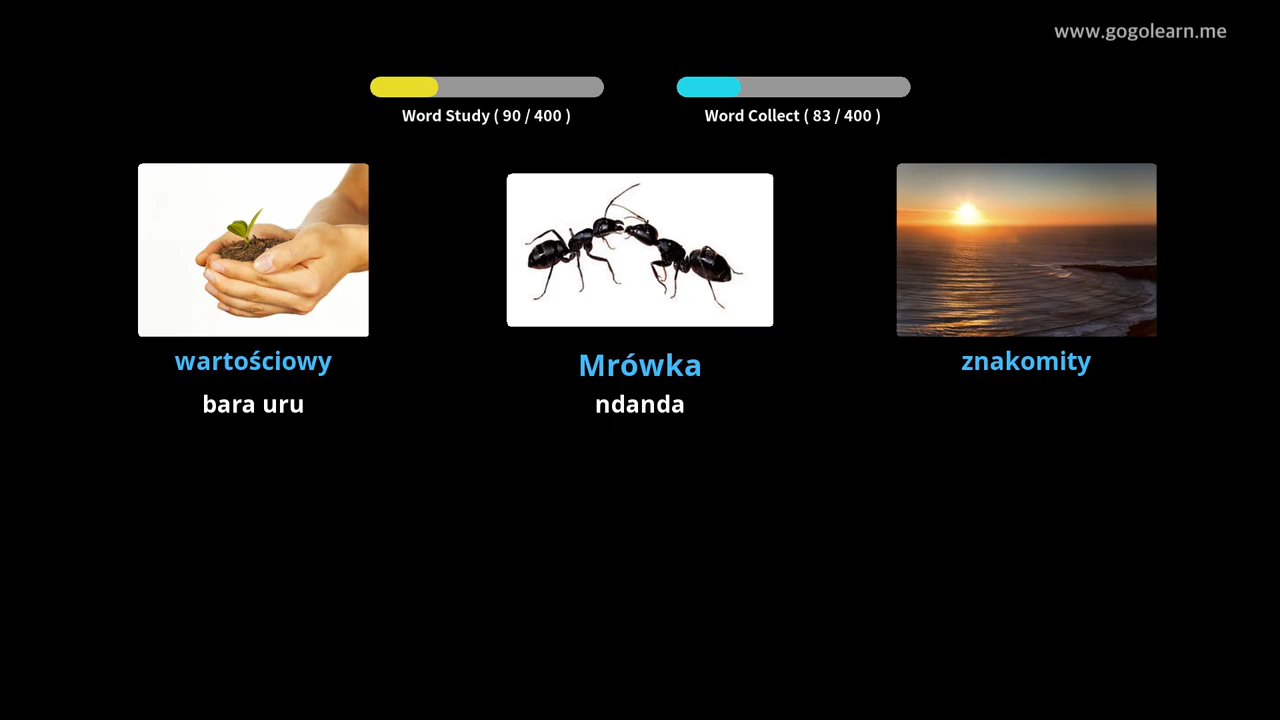 www.gogolearn.me
Word Study ( 90 / 400 )
Word Collect ( 83 / 400 )
wartościowy
Mrówka
znakomity
bara uru
ndanda